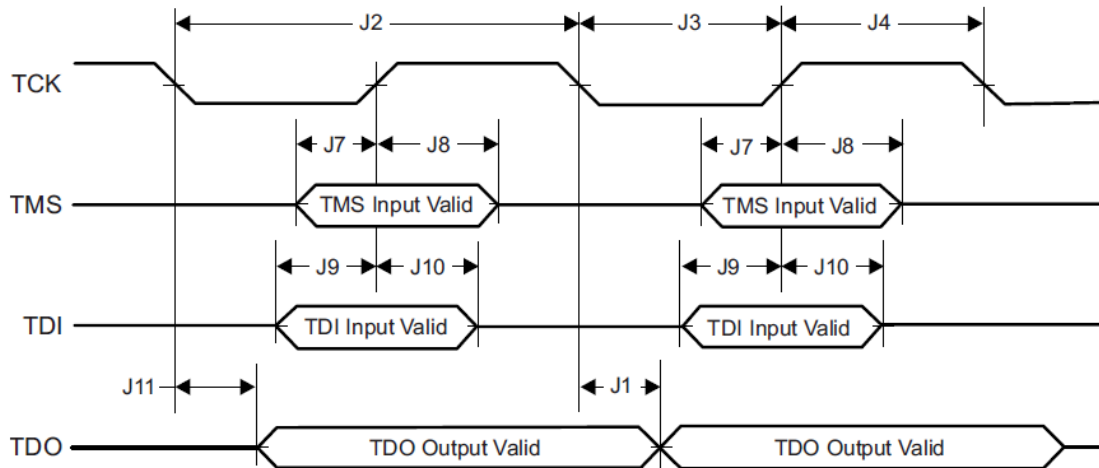 J2 J3 J4
TCK
J7 J8 J7 J8
TMS TMS Input Valid TMS Input Valid
J9 J10 J9 J10
TDI TDI Input Valid TDI Input Valid
J11 J1
TDO TDO Output Valid TDO Output Valid